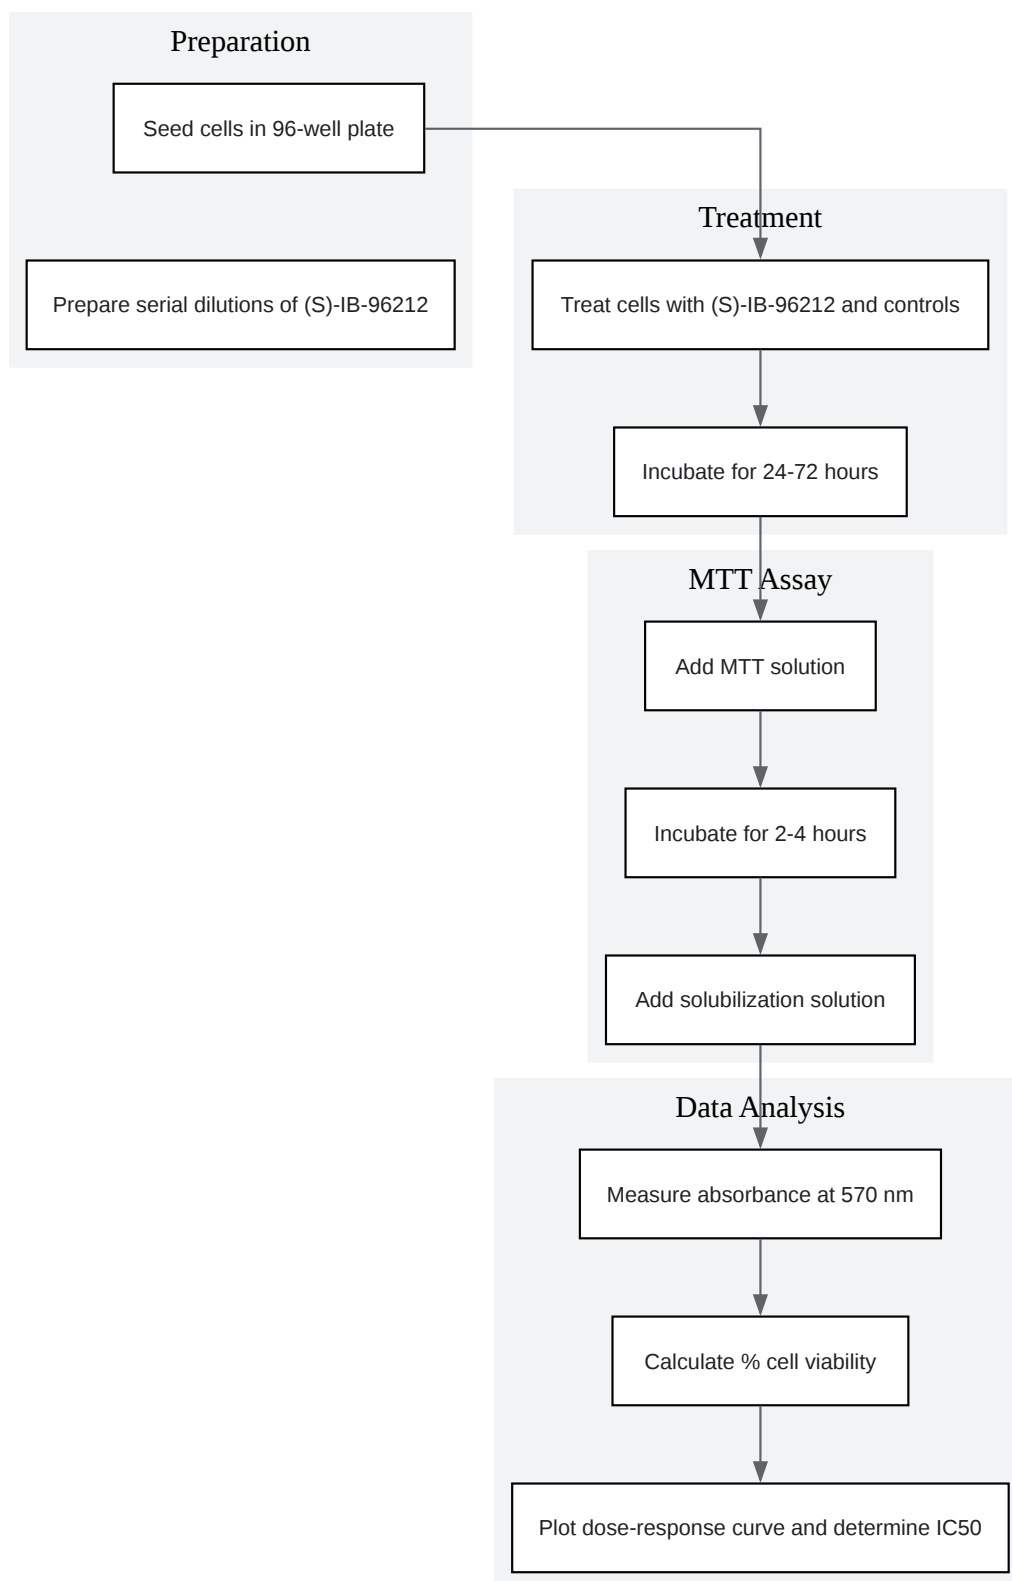 Preparation
Seed cells in 96-well plate
Prepare serial dilutions of (S)-IB-96212
Treatment
Treat cells with (S)-IB-96212 and controls
Incubate for 24-72 hours
MTT Assay
Add MTT solution
Incubate for 2-4 hours
Add solubilization solution
Data Analysis
Measure absorbance at 570 nm
Calculate % cell viability
Plot dose-response curve and determine IC50